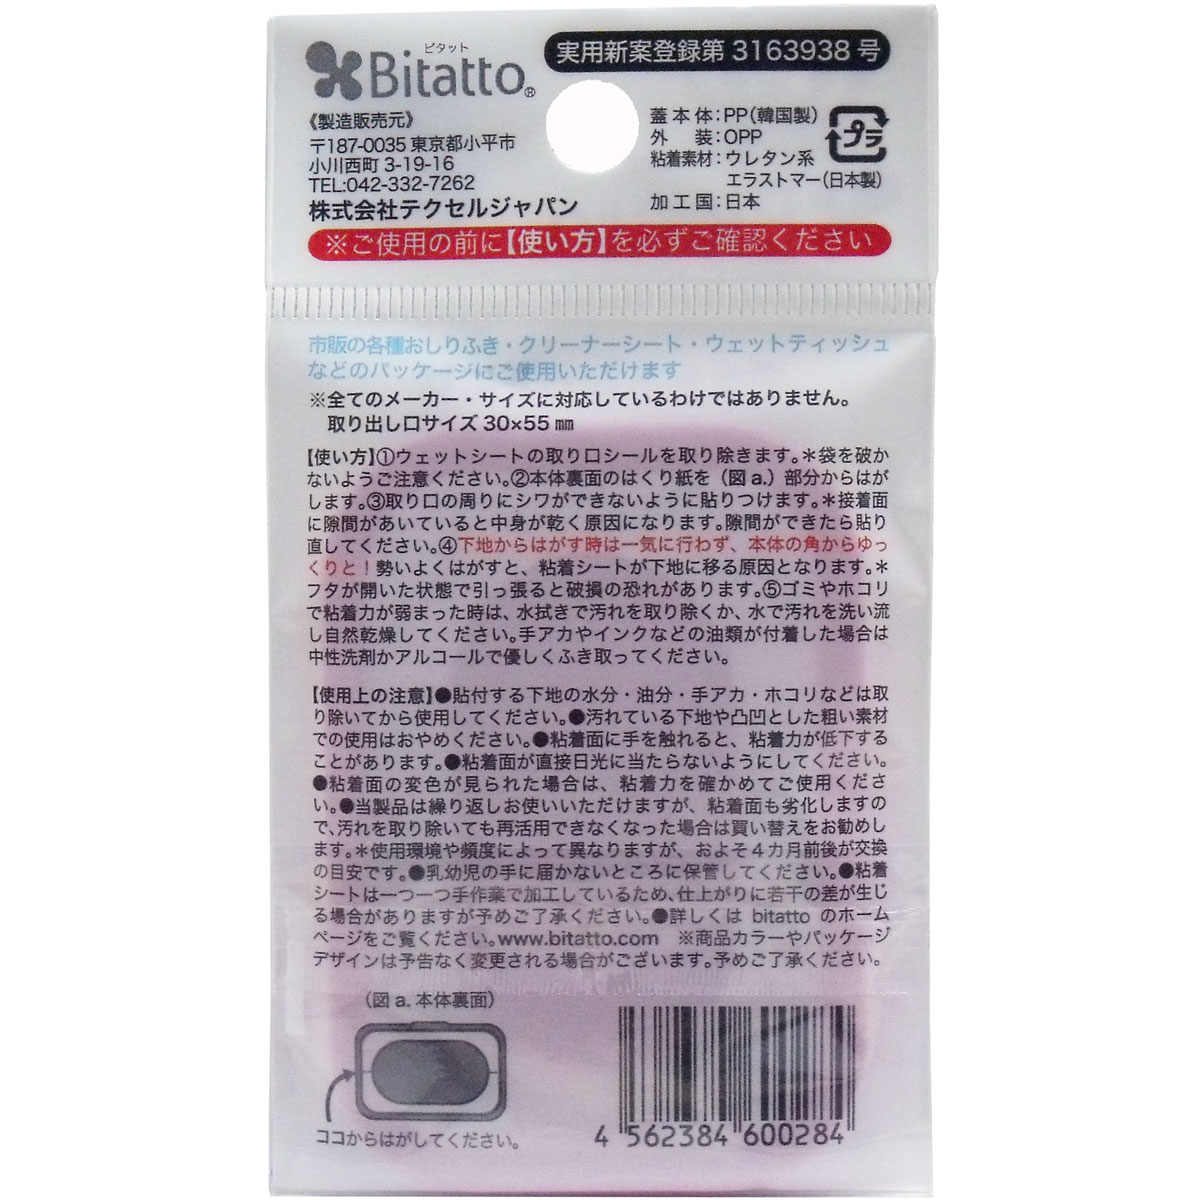 ビタット
Bitatto®
実用新案登録第 3163938 号
《製造販売元》
〒187-0035 東京都小平市
小川西町 3-19-16
TEL:042-332-7262
株式会社テクセルジャパン
蓋本体:PP(韓国製)
外　装:OPP
粘着素材:ウレタン系
エラストマー(日本製)
加工国:日本
プラ
※ご使用の前に【使い方】を必ずご確認ください
市販の各種おしりふき・クリーナーシート・ウェットティッシュ
などのパッケージにご使用いただけます
※全てのメーカー・サイズに対応しているわけではありません。
取り出し口サイズ 30×55 ㎜
【使い方】①ウェットシートの取り口シールを取り除きます。＊袋を破か
ないようご注意ください。②本体裏面のはくり紙を（図 a.）部分からはが
します。③取り口の周りにシワができないように貼りつけます。＊接着面
に隙間があいていると中身が乾く原因になります。隙間ができたら貼り
直してください。④下地からはがす時は一気に行わず、本体の角からゆっ
くりと！勢いよくはがすと、粘着シートが下地に移る原因となります。＊
フタが開いた状態で引っ張ると破損の恐れがあります。⑤ゴミやホコリ
で粘着力が弱まった時は、水拭きで汚れを取り除くか、水で汚れを洗い流
し自然乾燥してください。手アカやインクなどの油類が付着した場合は
中性洗剤かアルコールで優しくふき取ってください。
【使用上の注意】●貼付する下地の水分・油分・手アカ・ホコリなどは取
り除いてから使用してください。●汚れている下地や凸凹とした粗い素材
での使用はおやめください。●粘着面に手を触れると、粘着力が低下する
ことがあります。●粘着面が直接日光に当たらないようにしてください。
●粘着面の変色が見られた場合は、粘着力を確かめてご使用くださ
い。●当製品は繰り返しお使いいただけますが、粘着面も劣化しますの
で、汚れを取り除いても再活用できなくなった場合は買い替えをお勧めし
ます。＊使用環境や頻度によって異なりますが、およそ４カ月前後が交換
の目安です。●乳幼児の手に届かないところに保管してください。●粘着
シートは一つ一つ手作業で加工しているため、仕上がりに若干の差が生じ
る場合がありますが予めご了承ください。●詳しくは bitatto のホーム
ページをご覧ください。www.bitatto.com　※商品カラーやパッケージ
デザインは予告なく変更される場合がございます。予めご了承ください。
（図 a. 本体裏面）
ココからはがしてください。
4 562384 600284